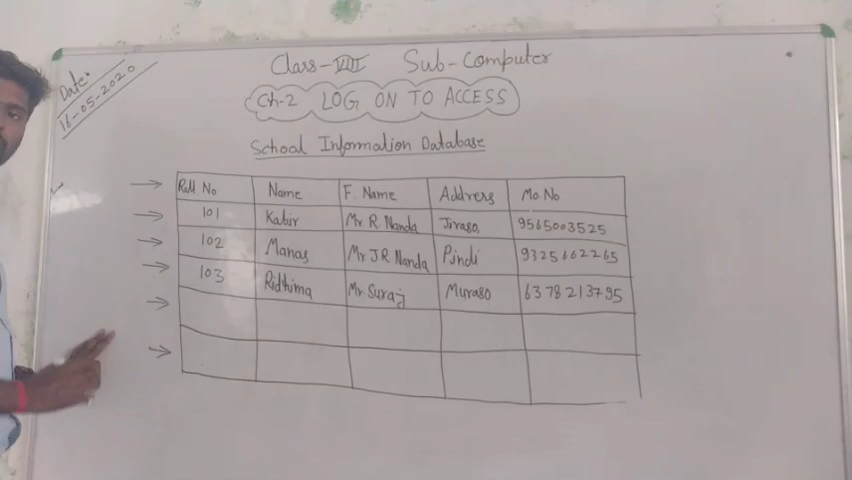 Date:
16-05-2020
Class-VIII Sub-Computer
Ch-2 LOG ON TO ACCESS
School Information Database
Roll No Name F. Name Address Mo. No
101 Kabir Mr. R. Nanda Jiraso, 9565003525
102 Manas Mr. J.R. Nanda Pindi 9325662265
103 Ridhima Mr. Suraj Muraso 6378213795